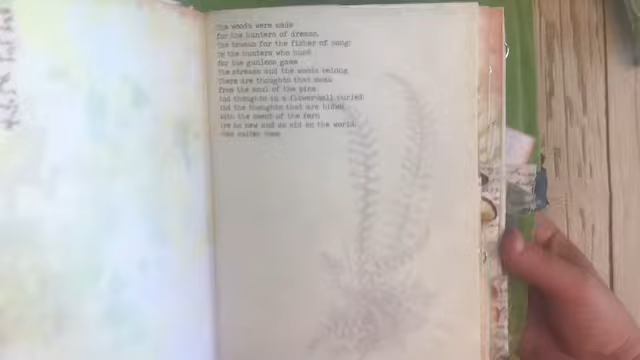 The woods were made
for the hunters of dreams,
the brooks for the fisher of song;
to the hunters who hunt
for the gunless game
the streams and the woods belong
There are thoughts that moan
from the soul of the pine
and thoughts in a flower bell curled;
and the thoughts that are blown
with the scent of the fern
are as new and as old as the world.